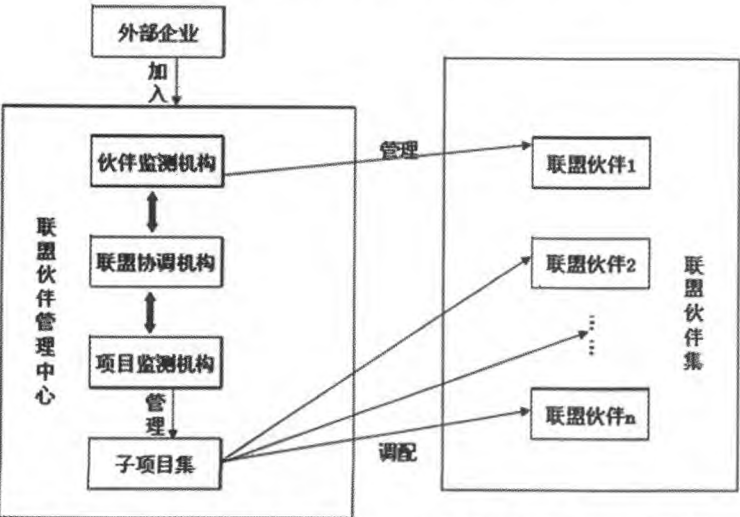 外部企业
加入
伙伴监测机构
管理
联盟伙伴1
联盟伙伴管理中心
联盟协调机构
联盟伙伴2
联盟伙伴集
……
项目监测机构
管理
联盟伙伴n
子项目集
调配